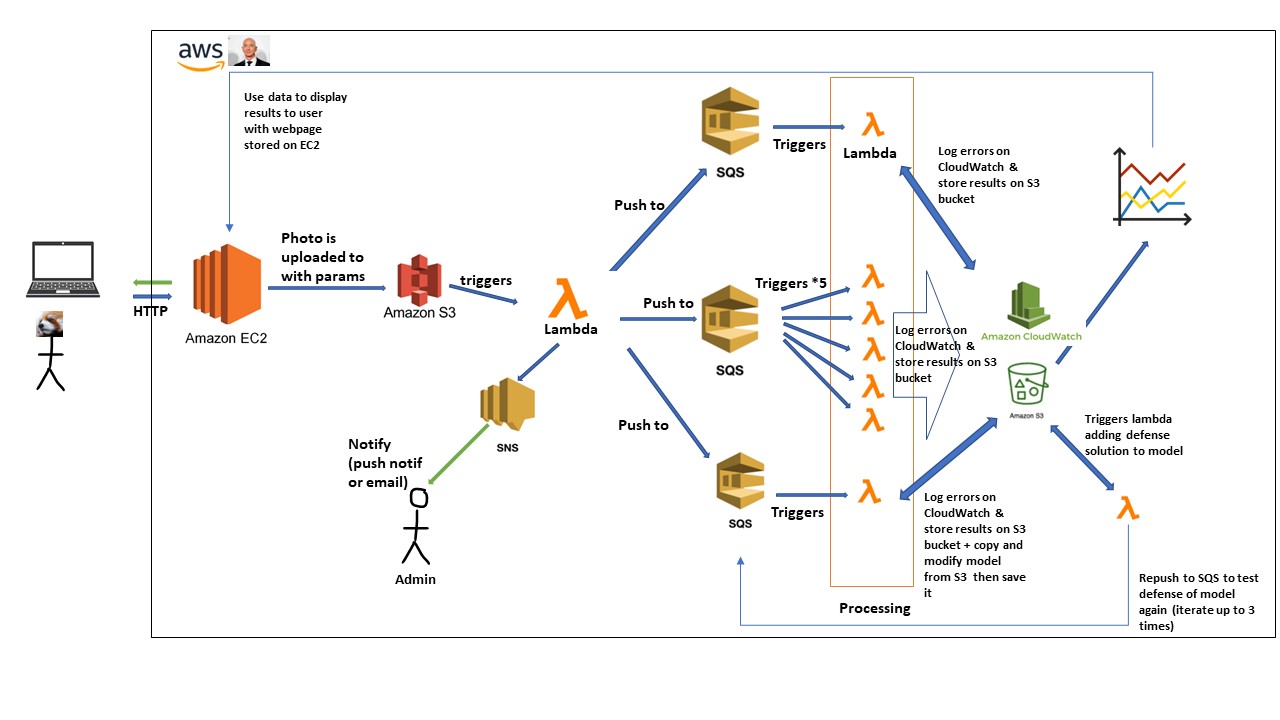 aws
Use data to display
results to user
with webpage
stored on EC2
HTTP
Amazon EC2
Photo is
uploaded to
with params
Amazon S3
triggers
Lambda
SNS
Notify
(push notif
or email)
Admin
Push to
SQS
Triggers
Lambda
Log errors on
CloudWatch &
store results on S3
bucket
Push to
SQS
Triggers *5
Log errors on
CloudWatch &
store results on S3
bucket
Amazon CloudWatch
Amazon S3
Push to
SQS
Triggers
Log errors on
CloudWatch &
store results on S3
bucket + copy and
modify model
from S3 then save
it
Processing
Triggers lambda
adding defense
solution to model
Repush to SQS to test
defense of model
again (iterate up to 3
times)